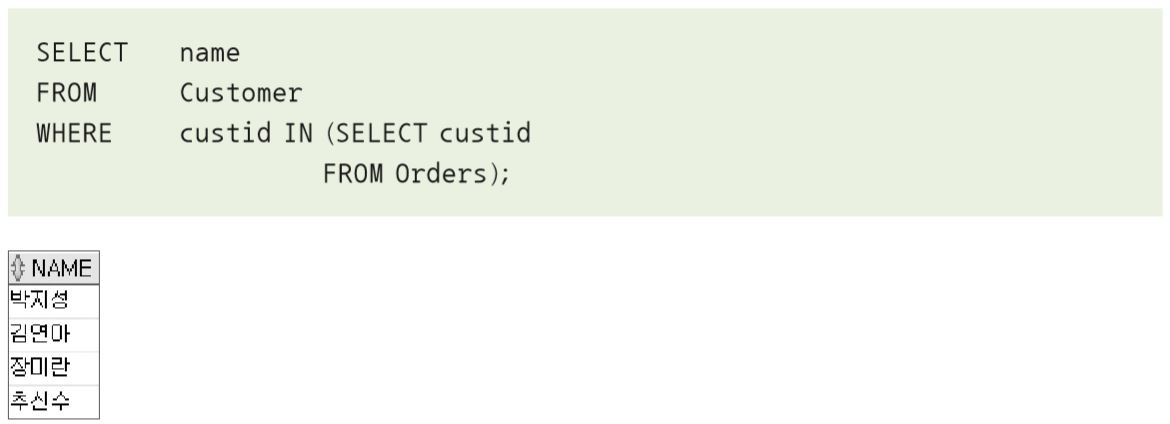 SELECT name
FROM Customer
WHERE custid IN (SELECT custid
FROM Orders);
NAME
박지성
김연아
장미란
추신수